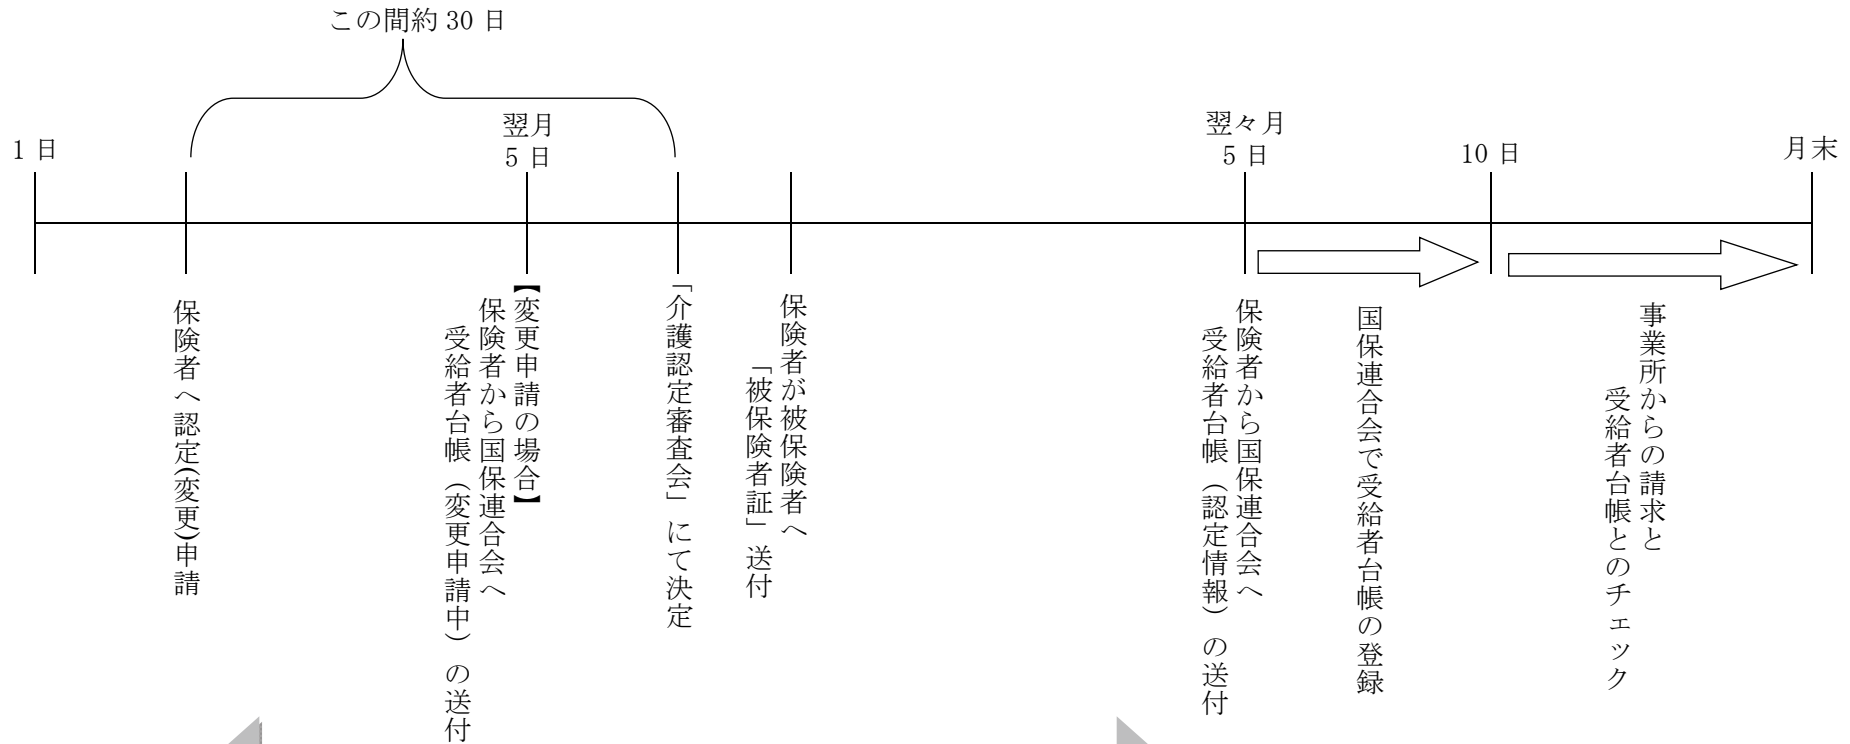 この間約 30 日
1 日
翌月
5 日
翌々月
5 日
10 日
月末
保険者へ認定(変更)申請
【変更申請の場合】
保険者から国保連合会へ
受給者台帳（変更申請中）の送付
「介護認定審査会」にて決定
保険者が被保険者へ
「被保険者証」送付
保険者から国保連合会へ
受給者台帳（認定情報）の送付
国保連合会で受給者台帳の登録
事業所からの請求と
受給者台帳とのチェック